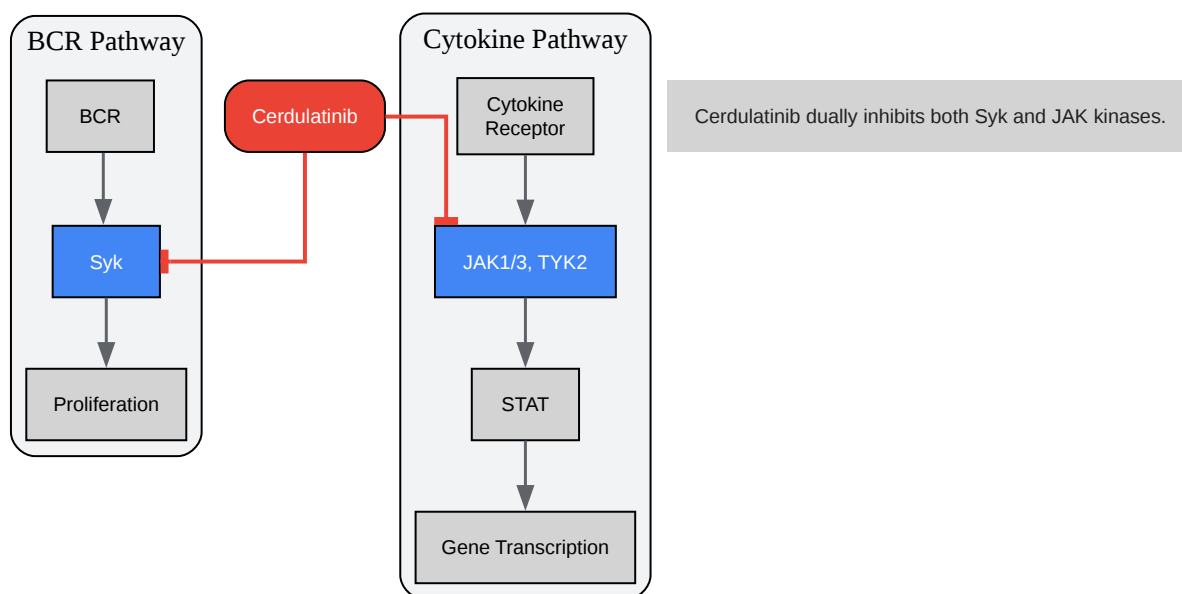 BCR Pathway
BCR
Syk
Proliferation
Cerdulatinib
Cytokine Pathway
Cytokine
Receptor
JAK1/3, TYK2
STAT
Gene Transcription
Cerdulatinib dually inhibits both Syk and JAK kinases.